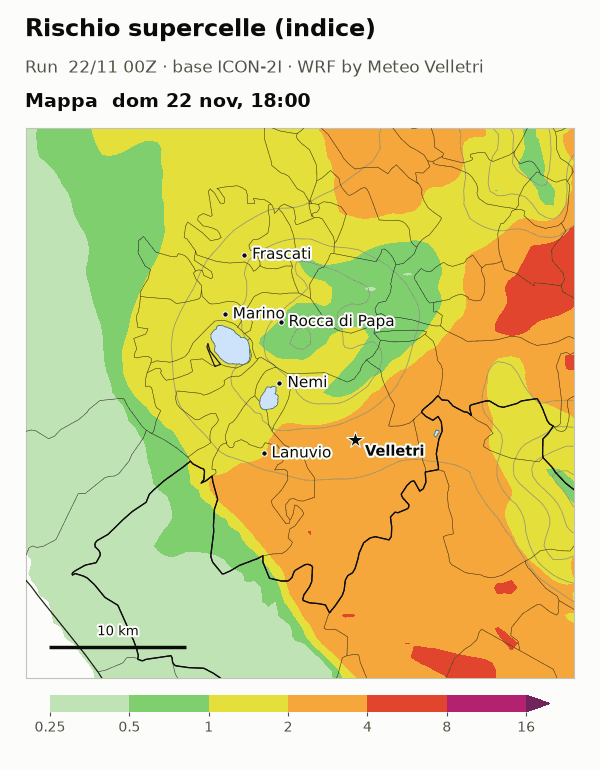 Rischio supercelle (indice)
Run  22/11 00Z · base ICON-2I · WRF by Meteo Velletri
Mappa  dom 22 nov, 18:00
Frascati
Marino
Rocca di Papa
Nemi
Velletri
Lanuvio
10 km
0.25 0.5 1 2 4 8 16